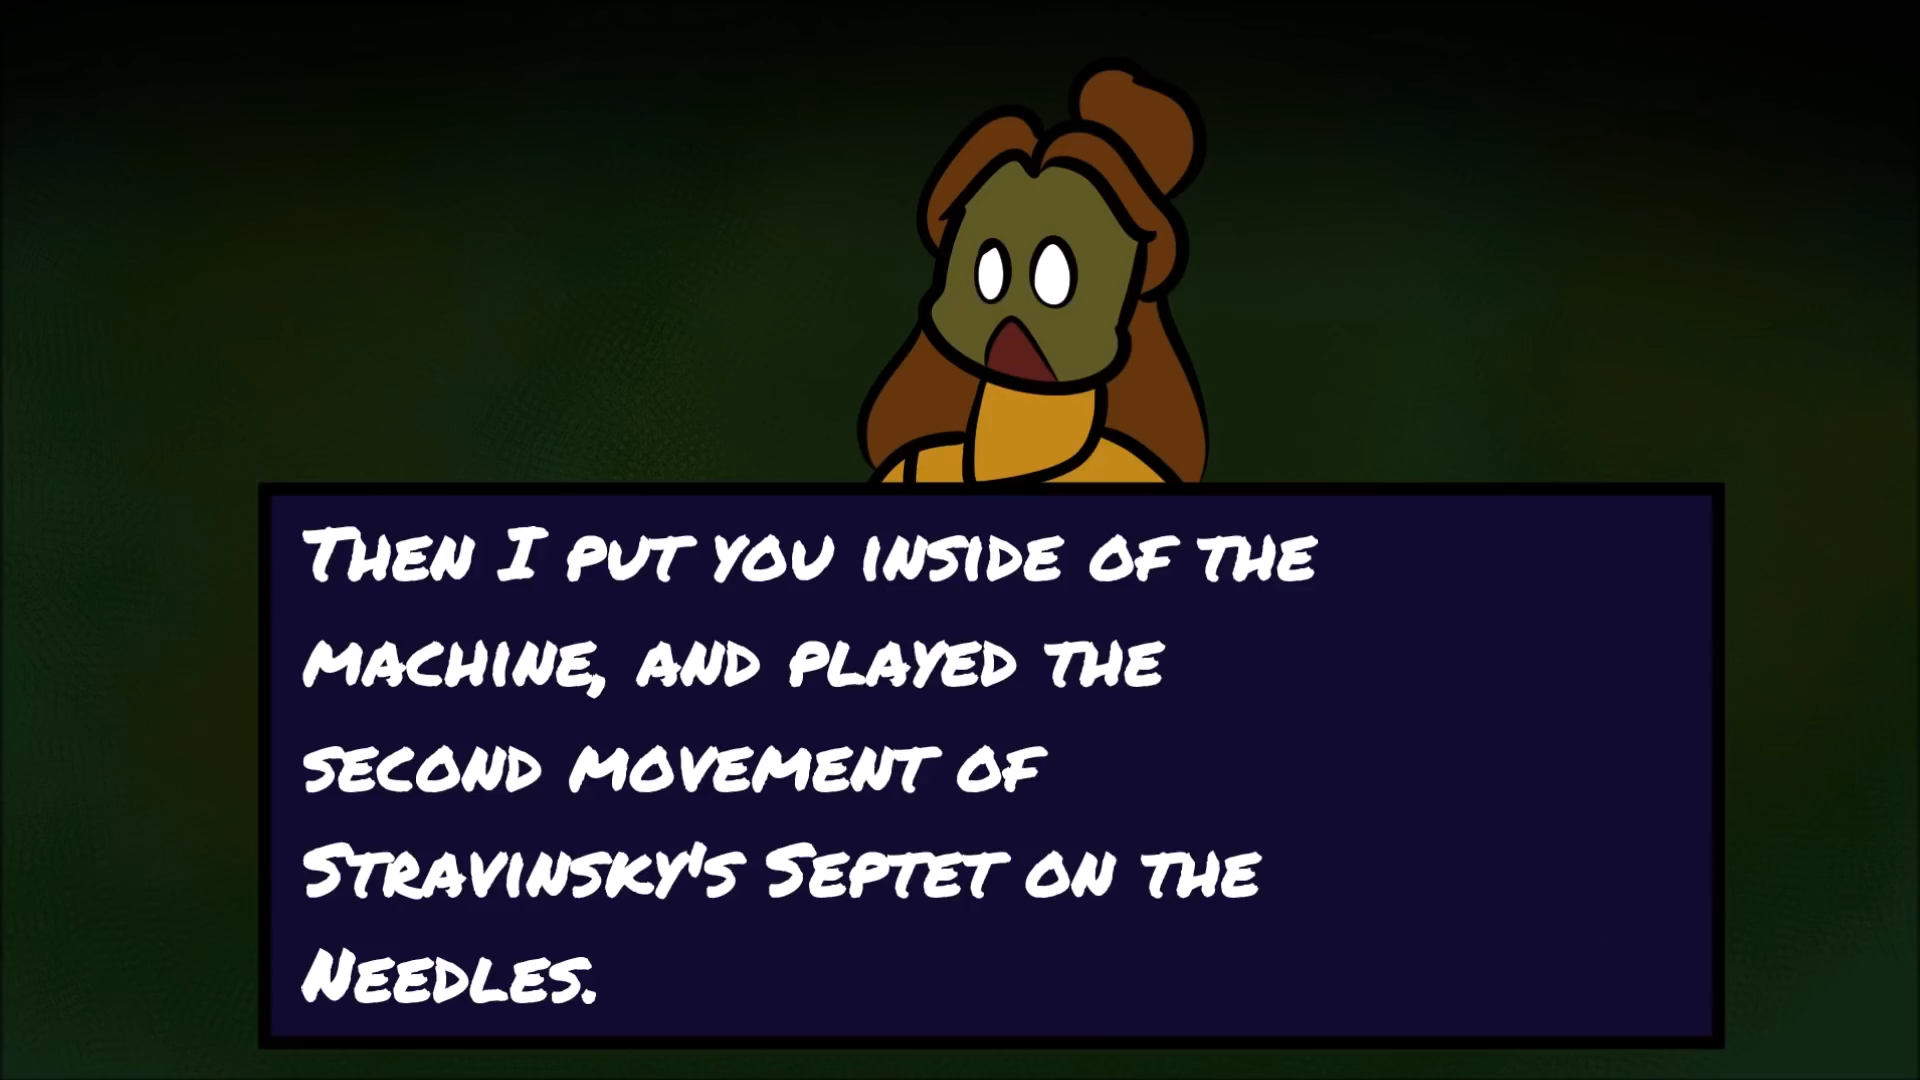 Then I put you inside of the
machine, and played the
second movement of
Stravinsky's Septet on the
Needles.